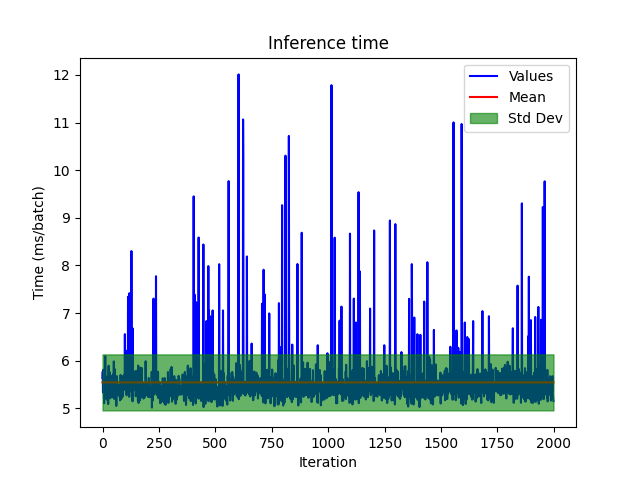 Inference time
Time (ms/batch)
12
11
10
9
8
7
6
5
Values
Mean
Std Dev
0 250 500 750 1000 1250 1500 1750 2000
Iteration